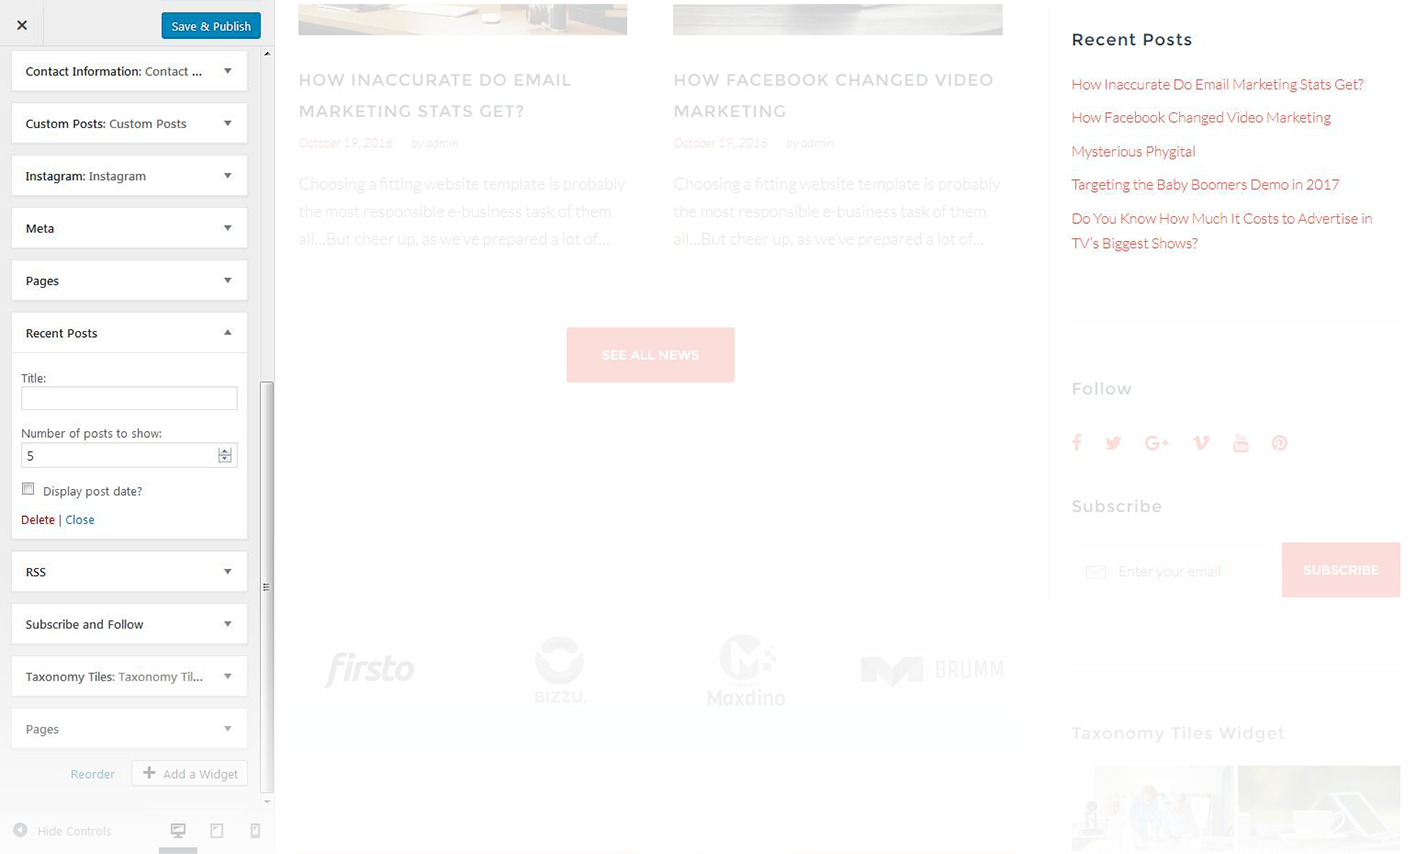 ×
Save & Publish
Contact Information: Contact ...
Custom Posts: Custom Posts
Instagram: Instagram
Meta
Pages
Recent Posts
Title:
Number of posts to show:
5
Display post date?
Delete | Close
RSS
Subscribe and Follow
Taxonomy Tiles: Taxonomy Til...
Pages
Reorder
+ Add a Widget
Hide Controls
HOW INACCURATE DO EMAIL
MARKETING STATS GET?
October 19, 2016 by admin
Choosing a fitting website template is probably
the most responsible e-business task of them
all...But cheer up, as we've prepared a lot of...
HOW FACEBOOK CHANGED VIDEO
MARKETING
October 19, 2016 by admin
Choosing a fitting website template is probably
the most responsible e-business task of them
all...But cheer up, as we've prepared a lot of...
SEE ALL NEWS
firsto
BIZZU.
Maxdino
BRUMM
Recent Posts
How Inaccurate Do Email Marketing Stats Get?
How Facebook Changed Video Marketing
Mysterious Phygital
Targeting the Baby Boomers Demo in 2017
Do You Know How Much It Costs to Advertise in
TV's Biggest Shows?
Follow
Subscribe
Enter your email
SUBSCRIBE
Taxonomy Tiles Widget